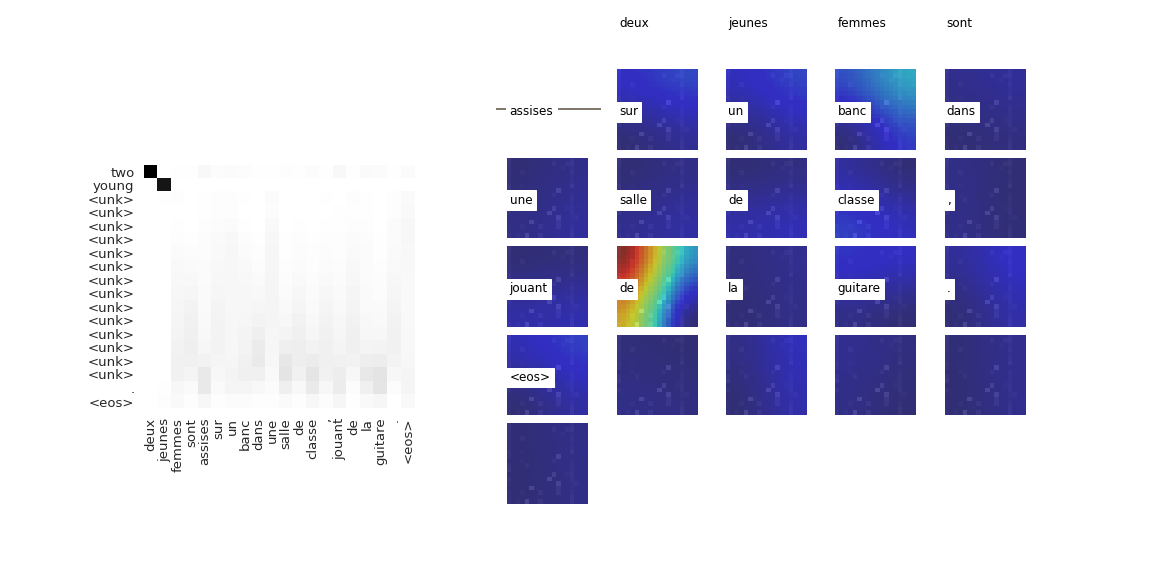 deux jeunes femmes sont
assises sur un banc dans
une salle de classe ,
jouant de la guitare .
<eos>
two
young
<unk>
<unk>
<unk>
<unk>
<unk>
<unk>
<unk>
<unk>
<unk>
<unk>
<unk>
<unk>
<unk>
<unk>
.
<eos>
deux
jeunes
femmes
sont
assises
sur
un
banc
dans
une
salle
de
classe
,
jouant
de
la
guitare
.
<eos>